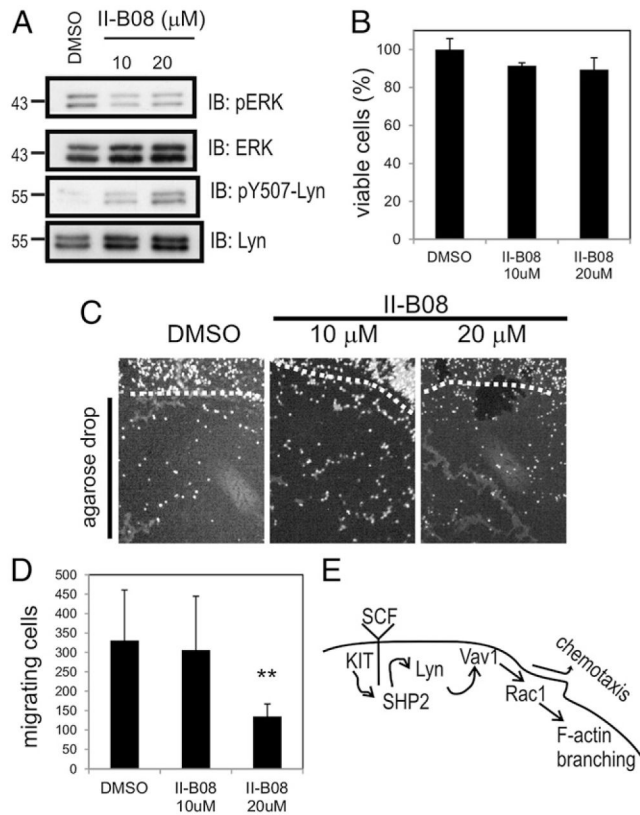 A
DMSO
II-B08 (μM)
10 20
43
IB: pERK
43
IB: ERK
55
IB: pY507-Lyn
55
IB: Lyn
B
viable cells (%)
100
80
60
40
20
0
DMSO
II-B08
10uM
II-B08
20uM
C
II-B08
DMSO
10 μM
20 μM
agarose drop
D
migrating cells
500
450
400
350
300
250
200
150
100
50
0
**
DMSO
II-B08
10uM
II-B08
20uM
E
SCF
KIT
SHP2
Lyn
Vav1
Rac1
chemotaxis
F-actin
branching